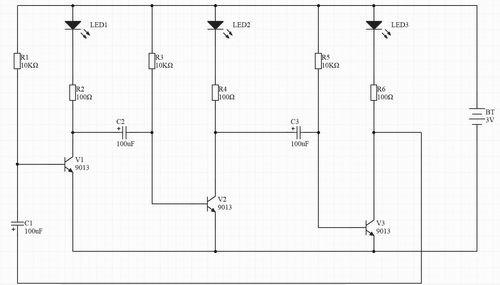 LED1
LED2
LED3
R1
10KΩ
R3
10KΩ
R5
10KΩ
R2
100Ω
R4
100Ω
R6
100Ω
BT
3V
C2
100nF
C3
100nF
V1
9013
V2
9013
V3
9013
C1
100nF